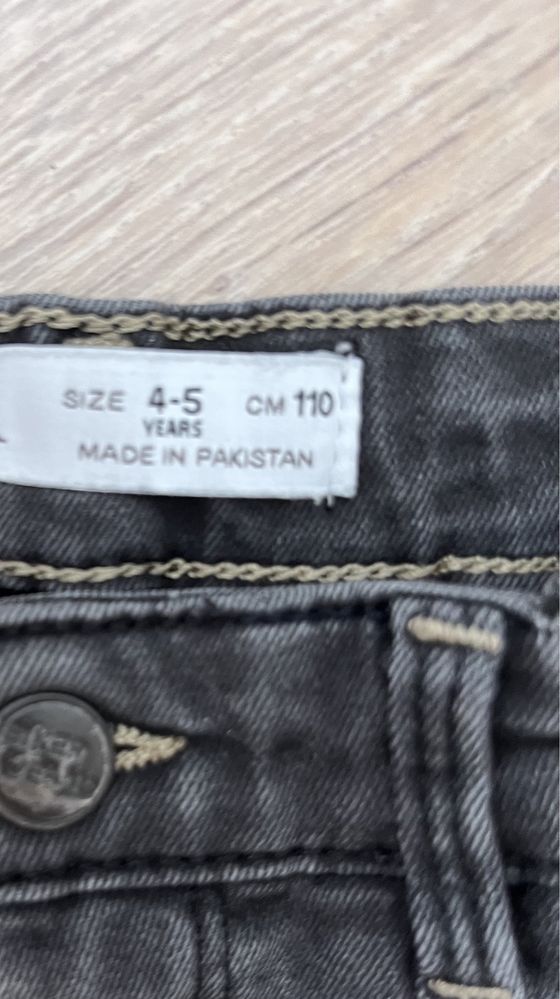 SIZE 4-5 CM 110
YEARS
MADE IN PAKISTAN